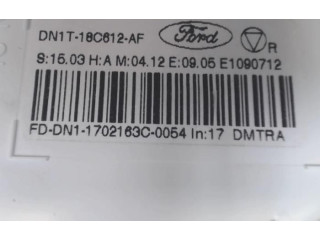 DN1T-18C612-AF Ford R
S:15.03 H:A M:04.12 E:09.05 E1090712
FD-DN1-1702163C-0054 In:17 DMTRA